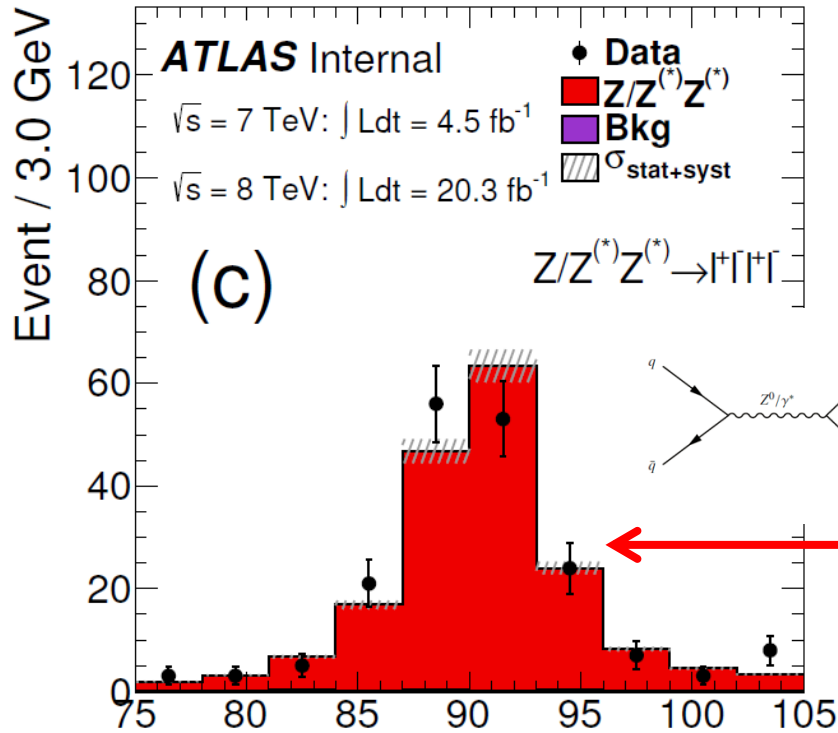 ATLAS Internal
√s = 7 TeV: ∫ Ldt = 4.5 fb⁻¹
√s = 8 TeV: ∫ Ldt = 20.3 fb⁻¹
Data
Z/Z⁽*⁾Z⁽*⁾
Bkg
σstat+syst
(c)
Z/Z⁽*⁾Z⁽*⁾→l⁺l⁻l⁺l⁻
q
Z⁰/γ*
q̄
Event / 3.0 GeV
120
100
80
60
40
20
0
75 80 85 90 95 100 105